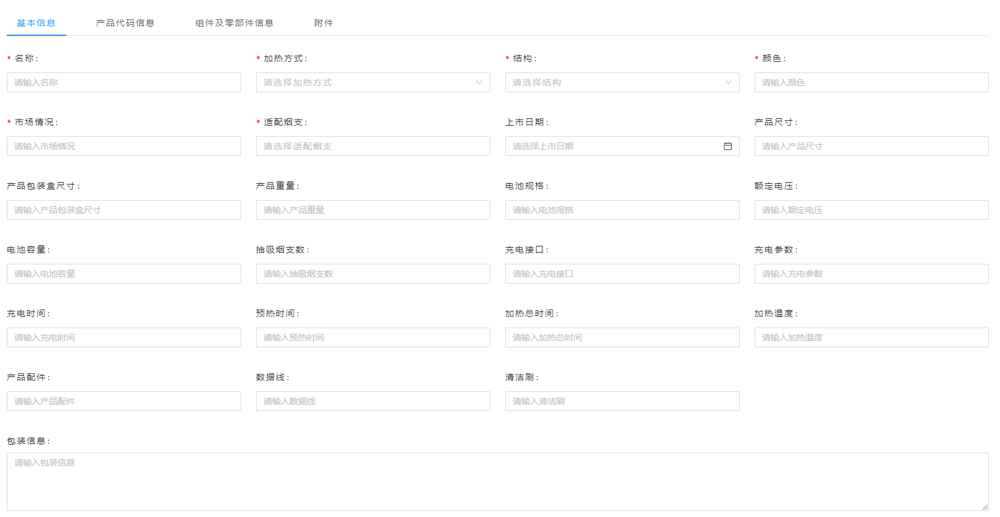 基本信息 产品代码信息 组件及零部件信息 附件
* 名称: * 加热方式: * 结构: * 颜色:
请输入名称 请选择加热方式 请选择结构 请输入颜色
* 市场情况: * 适配烟支: 上市日期: 产品尺寸:
请输入市场情况 请选择适配烟支 请选择上市日期 请输入产品尺寸
产品包装盒尺寸: 产品重量: 电池规格: 额定电压:
请输入产品包装盒尺寸 请输入产品重量 请输入电池规格 请输入额定电压
电池容量: 抽吸烟支数: 充电接口: 充电参数:
请输入电池容量 请输入抽吸烟支数 请输入充电接口 请输入充电参数
充电时间: 预热时间: 加热总时间: 加热温度:
请输入充电时间 请输入预热时间 请输入加热总时间 请输入加热温度
产品配件: 数据线: 清洁刷:
请输入产品配件 请输入数据线 请输入清洁刷
包装信息:
请输入包装信息